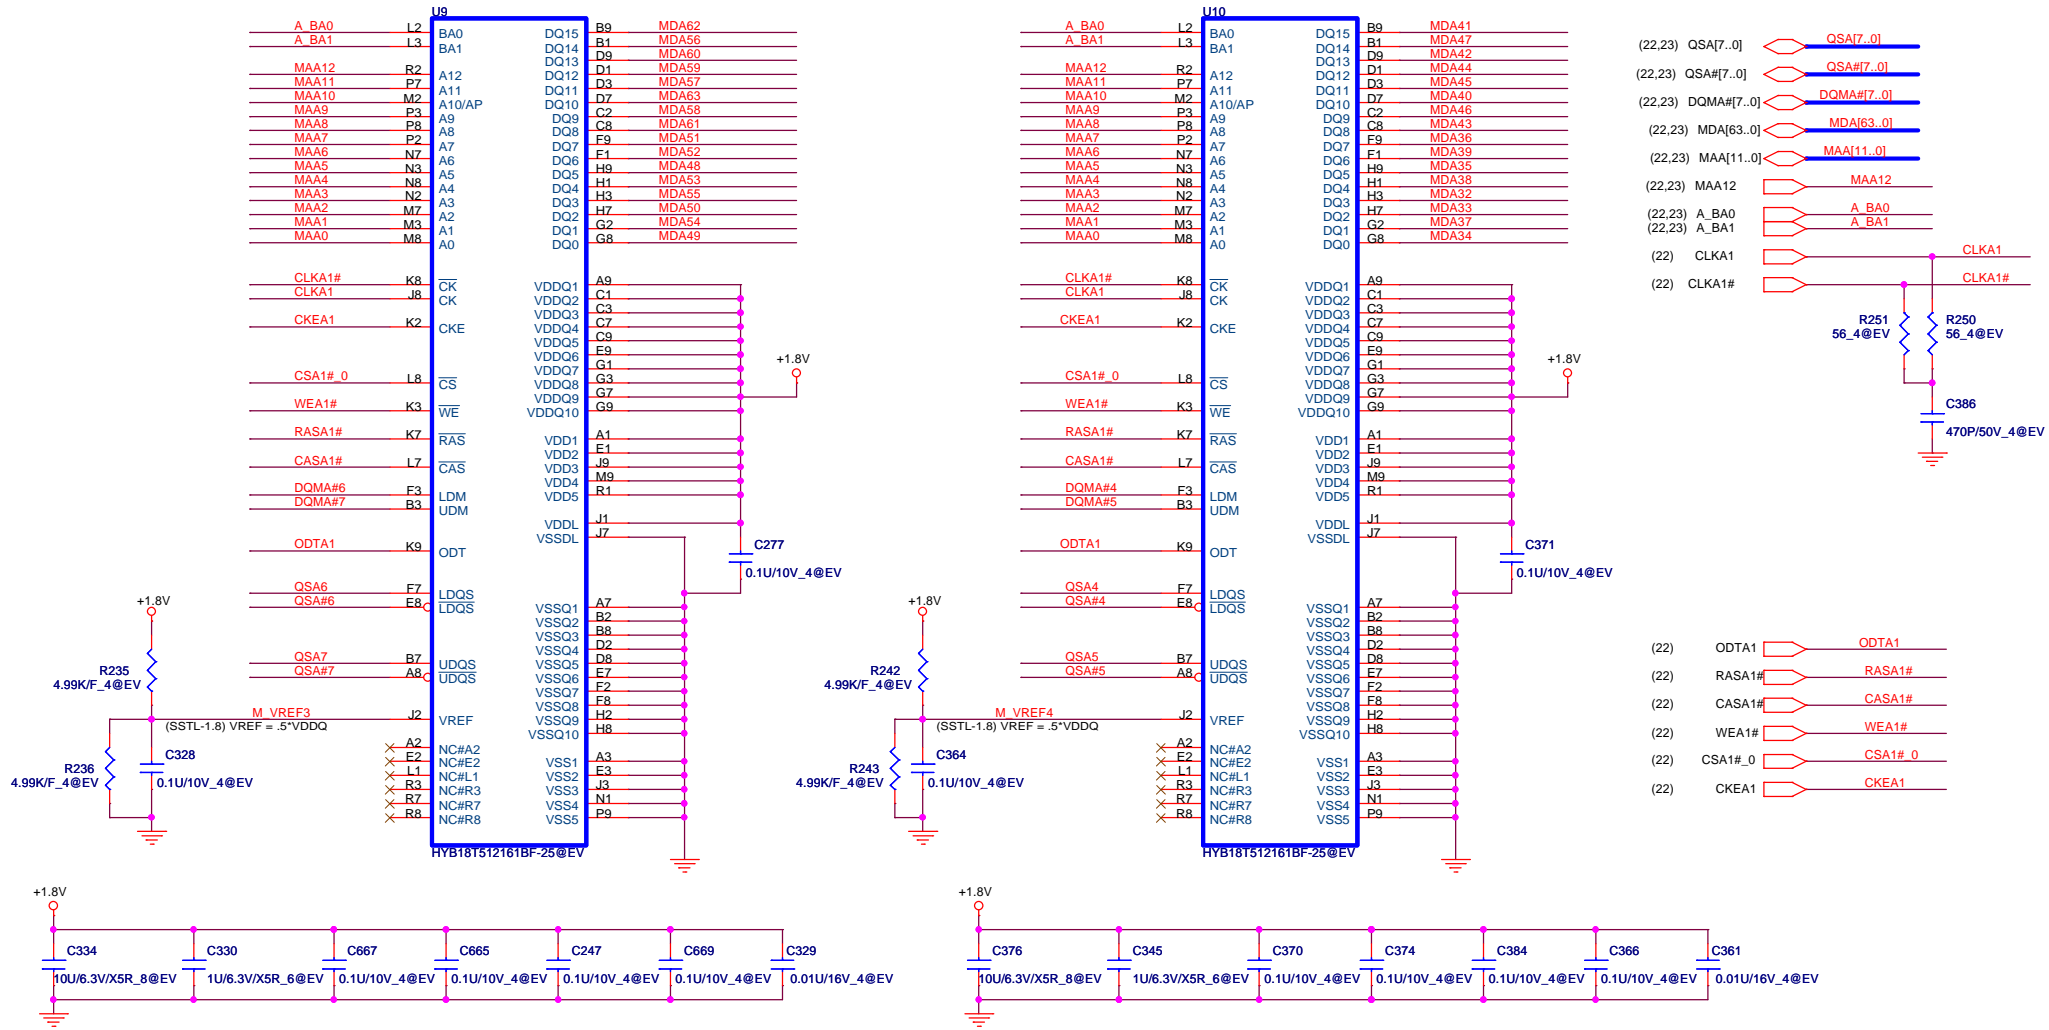 U9
A_BA0 L2 BA0 DQ15 B9 MDA62
A_BA1 L3 BA1 DQ14 B1 MDA56
DQ13 D9 MDA60
MAA12 R2 A12 DQ12 D1 MDA59
MAA11 P7 A11 DQ11 D3 MDA57
MAA10 M2 A10/AP DQ10 D7 MDA63
MAA9 P3 A9 DQ9 C2 MDA58
MAA8 P8 A8 DQ8 C8 MDA61
MAA7 P2 A7 DQ7 F9 MDA51
MAA6 N7 A6 DQ6 F1 MDA52
MAA5 N3 A5 DQ5 H9 MDA48
MAA4 N8 A4 DQ4 H1 MDA53
MAA3 N2 A3 DQ3 H3 MDA55
MAA2 M7 A2 DQ2 H7 MDA50
MAA1 M3 A1 DQ1 G2 MDA54
MAA0 M8 A0 DQ0 G8 MDA49
CLKA1# K8 CK VDDQ1 A9
CLKA1 J8 CK VDDQ2 C1
VDDQ3 C3
CKEA1 K2 CKE VDDQ4 C7
VDDQ5 C9
VDDQ6 E9
VDDQ7 G1
CSA1#_0 L8 CS VDDQ8 G3
VDDQ9 G7
WEA1# K3 WE VDDQ10 G9
+1.8V
RASA1# K7 RAS VDD1 A1
VDD2 E1
CASA1# L7 CAS VDD3 J9
VDD4 M9
DQMA#6 F3 LDM VDD5 R1
DQMA#7 B3 UDM
VDDL J1
VSSDL J7
ODTA1 K9 ODT
C277
0.1U/10V_4@EV
QSA6 F7 LDQS
QSA#6 E8 LDQS VSSQ1 A7
VSSQ2 B2
VSSQ3 B8
VSSQ4 D2
QSA7 B7 UDQS VSSQ5 D8
QSA#7 A8 UDQS VSSQ6 E7
VSSQ7 F2
VSSQ8 F8
M_VREF3 J2 VREF VSSQ9 H2
(SSTL-1.8) VREF = .5*VDDQ
VSSQ10 H8
A2 NC#A2
E2 NC#E2 VSS1 A3
L1 NC#L1 VSS2 E3
R3 NC#R3 VSS3 J3
R7 NC#R7 VSS4 N1
R8 NC#R8 VSS5 P9
HYB18T512161BF-25@EV
+1.8V
R235
4.99K/F_4@EV
R236
4.99K/F_4@EV
C328
0.1U/10V_4@EV
U10
A_BA0 L2 BA0 DQ15 B9 MDA41
A_BA1 L3 BA1 DQ14 B1 MDA47
DQ13 D9 MDA42
MAA12 R2 A12 DQ12 D1 MDA44
MAA11 P7 A11 DQ11 D3 MDA45
MAA10 M2 A10/AP DQ10 D7 MDA40
MAA9 P3 A9 DQ9 C2 MDA46
MAA8 P8 A8 DQ8 C8 MDA43
MAA7 P2 A7 DQ7 F9 MDA36
MAA6 N7 A6 DQ6 F1 MDA39
MAA5 N3 A5 DQ5 H9 MDA35
MAA4 N8 A4 DQ4 H1 MDA38
MAA3 N2 A3 DQ3 H3 MDA32
MAA2 M7 A2 DQ2 H7 MDA33
MAA1 M3 A1 DQ1 G2 MDA37
MAA0 M8 A0 DQ0 G8 MDA34
CLKA1# K8 CK VDDQ1 A9
CLKA1 J8 CK VDDQ2 C1
VDDQ3 C3
CKEA1 K2 CKE VDDQ4 C7
VDDQ5 C9
VDDQ6 E9
VDDQ7 G1
CSA1#_0 L8 CS VDDQ8 G3
VDDQ9 G7
WEA1# K3 WE VDDQ10 G9
+1.8V
RASA1# K7 RAS VDD1 A1
VDD2 E1
CASA1# L7 CAS VDD3 J9
VDD4 M9
DQMA#4 F3 LDM VDD5 R1
DQMA#5 B3 UDM
VDDL J1
VSSDL J7
ODTA1 K9 ODT
C371
0.1U/10V_4@EV
QSA4 F7 LDQS
QSA#4 E8 LDQS VSSQ1 A7
VSSQ2 B2
VSSQ3 B8
VSSQ4 D2
QSA5 B7 UDQS VSSQ5 D8
QSA#5 A8 UDQS VSSQ6 E7
VSSQ7 F2
VSSQ8 F8
M_VREF4 J2 VREF VSSQ9 H2
(SSTL-1.8) VREF = .5*VDDQ
VSSQ10 H8
A2 NC#A2
E2 NC#E2 VSS1 A3
L1 NC#L1 VSS2 E3
R3 NC#R3 VSS3 J3
R7 NC#R7 VSS4 N1
R8 NC#R8 VSS5 P9
HYB18T512161BF-25@EV
+1.8V
R242
4.99K/F_4@EV
R243
4.99K/F_4@EV
C364
0.1U/10V_4@EV
(22,23) QSA[7..0] QSA[7..0]
(22,23) QSA#[7..0] QSA#[7..0]
(22,23) DQMA#[7..0] DQMA#[7..0]
(22,23) MDA[63..0] MDA[63..0]
(22,23) MAA[11..0] MAA[11..0]
(22,23) MAA12 MAA12
(22,23) A_BA0 A_BA0
(22,23) A_BA1 A_BA1
(22) CLKA1 CLKA1
(22) CLKA1# CLKA1#
R251 R250
56_4@EV 56_4@EV
C386
470P/50V_4@EV
(22) ODTA1 ODTA1
(22) RASA1# RASA1#
(22) CASA1# CASA1#
(22) WEA1# WEA1#
(22) CSA1#_0 CSA1#_0
(22) CKEA1 CKEA1
+1.8V
C334 C330 C667 C665 C247 C669 C329
10U/6.3V/X5R_8@EV 1U/6.3V/X5R_6@EV 0.1U/10V_4@EV 0.1U/10V_4@EV 0.1U/10V_4@EV 0.1U/10V_4@EV 0.01U/16V_4@EV
+1.8V
C376 C345 C370 C374 C384 C366 C361
10U/6.3V/X5R_8@EV 1U/6.3V/X5R_6@EV 0.1U/10V_4@EV 0.1U/10V_4@EV 0.1U/10V_4@EV 0.1U/10V_4@EV 0.01U/16V_4@EV